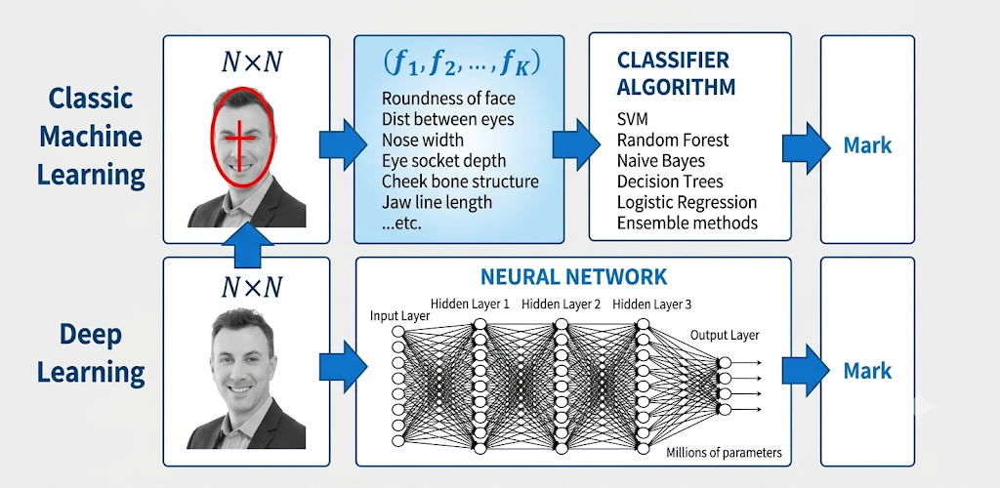 Classic
Machine
Learning
N×N
(f₁, f₂, ..., f_K)
Roundness of face
Dist between eyes
Nose width
Eye socket depth
Cheek bone structure
Jaw line length
...etc.
CLASSIFIER
ALGORITHM
SVM
Random Forest
Naive Bayes
Decision Trees
Logistic Regression
Ensemble methods
Mark
Deep
Learning
N×N
NEURAL NETWORK
Input Layer
Hidden Layer 1
Hidden Layer 2
Hidden Layer 3
Output Layer
Millions of parameters
Mark